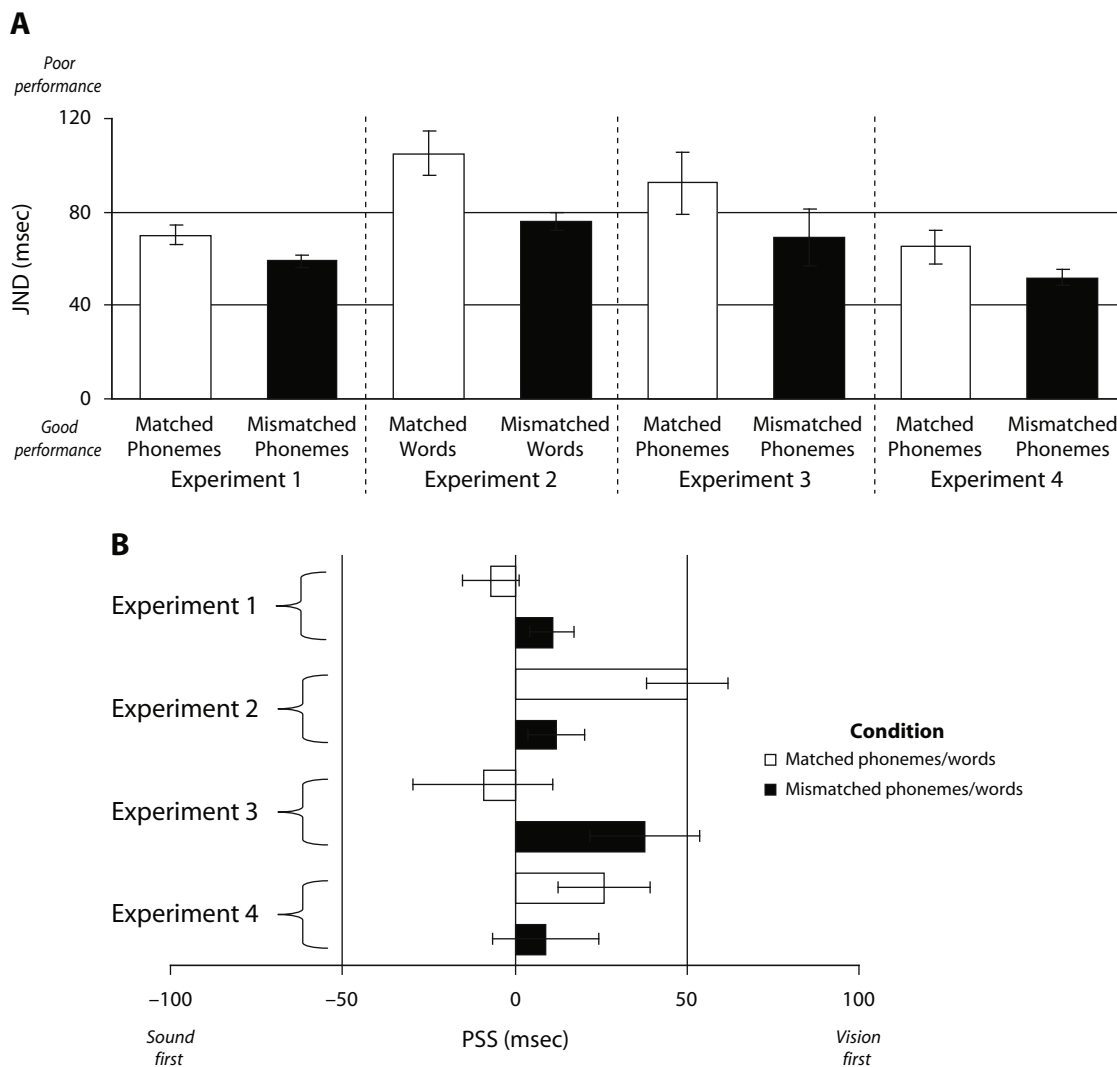 A
Poor
performance
120
80
40
0
JND (msec)
Good
performance
Matched
Phonemes
Mismatched
Phonemes
Experiment 1
Matched
Words
Mismatched
Words
Experiment 2
Matched
Phonemes
Mismatched
Phonemes
Experiment 3
Matched
Phonemes
Mismatched
Phonemes
Experiment 4
B
Experiment 1
Experiment 2
Experiment 3
Experiment 4
Condition
Matched phonemes/words
Mismatched phonemes/words
−100
−50
0
50
100
Sound
first
PSS (msec)
Vision
first